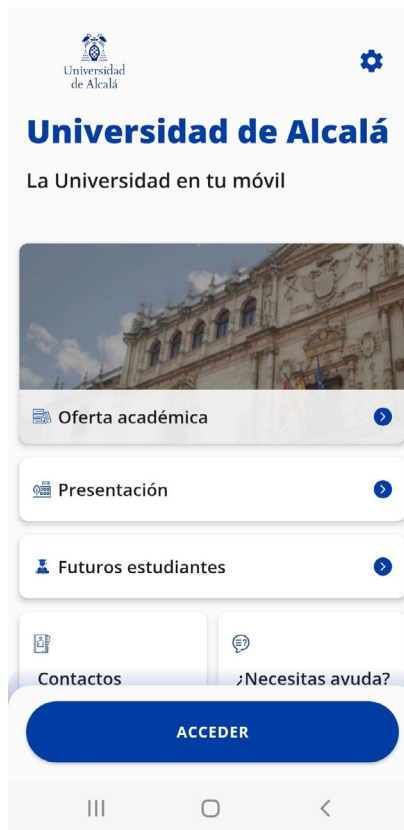 Universidad
de Alcalá
Universidad de Alcalá
La Universidad en tu móvil
Oferta académica
Presentación
Futuros estudiantes
Contactos
¿Necesitas ayuda?
ACCEDER